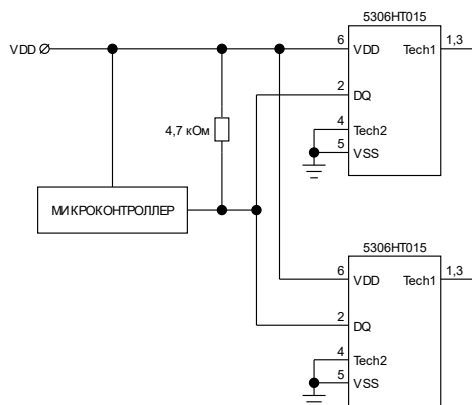 5306НТ015
VDD
6
VDD
Tech1
1,3
2
DQ
4,7 кОм
4
Tech2
5
VSS
МИКРОКОНТРОЛЛЕР
5306НТ015
6
VDD
Tech1
1,3
2
DQ
4
Tech2
5
VSS